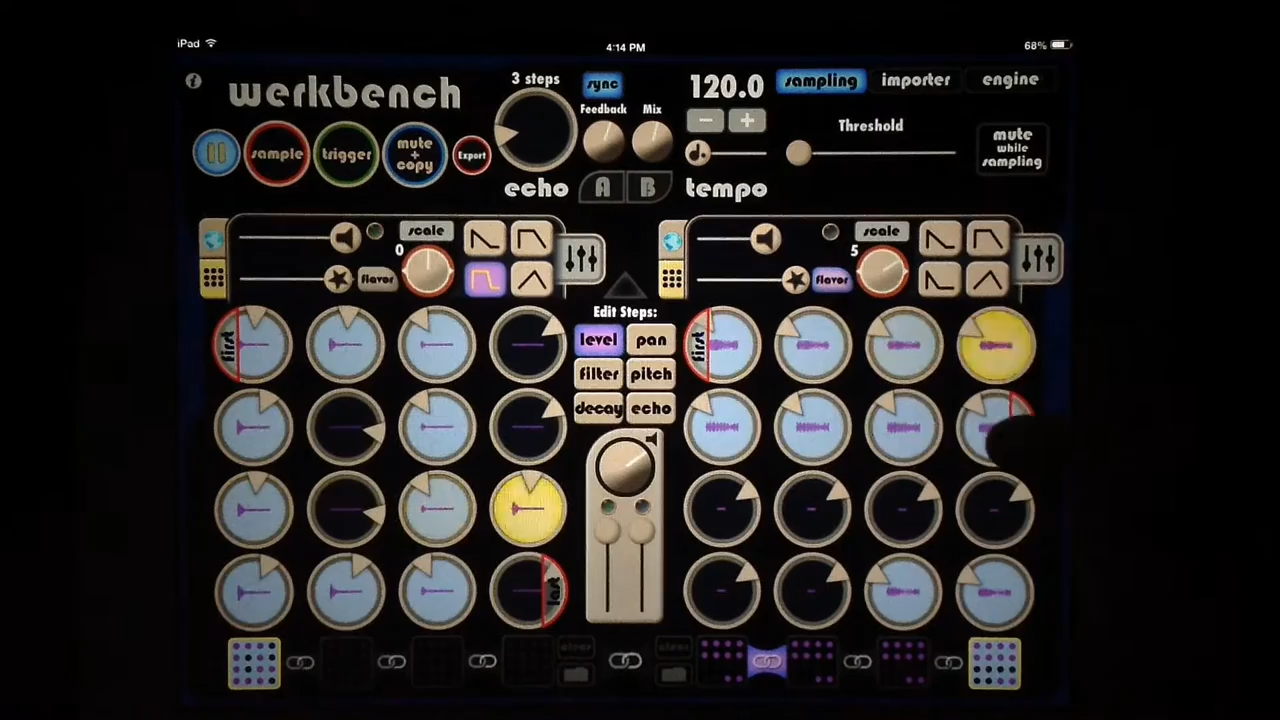 iPad
4:14 PM
68%
werkbench
3 steps
sync
120.0
sampling
importer
engine
Feedback
Mix
Threshold
sample
trigger
mute
+
copy
Export
mute
while
sampling
echo
A
B
tempo
scale
0
flavor
scale
5
flavor
Edit Steps:
first
level
pan
first
filter
pitch
decay
echo
last
clear
clear